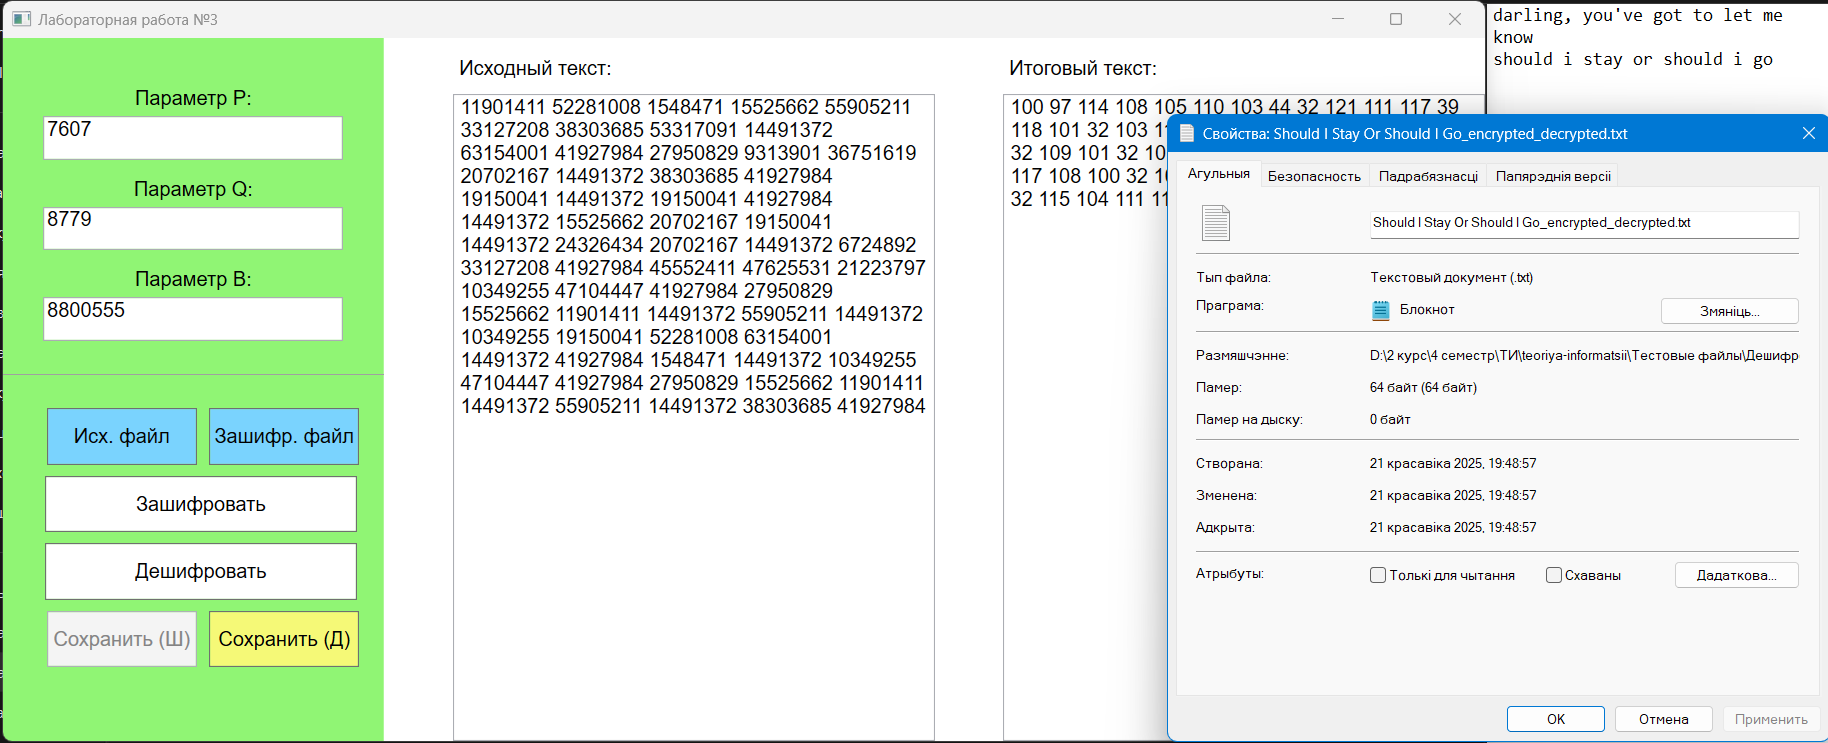 Лабораторная работа №3
Параметр P:
7607
Параметр Q:
8779
Параметр B:
8800555
Исх. файл
Зашифр. файл
Зашифровать
Дешифровать
Сохранить (Ш)
Сохранить (Д)
Исходный текст:
11901411 52281008 1548471 15525662 55905211
33127208 38303685 53317091 14491372
63154001 41927984 27950829 9313901 36751619
20702167 14491372 38303685 41927984
19150041 14491372 19150041 41927984
14491372 15525662 20702167 19150041
14491372 24326434 20702167 14491372 6724892
33127208 41927984 45552411 47625531 21223797
10349255 47104447 41927984 27950829
15525662 11901411 14491372 55905211 14491372
10349255 19150041 52281008 63154001
14491372 41927984 1548471 14491372 10349255
47104447 41927984 27950829 15525662 11901411
14491372 55905211 14491372 38303685 41927984
Итоговый текст:
100 97 114 108 105 110 103 44 32 121 111 117 39
118 101 32 103
32 109 101 32
117 108 100 32
32 115 104 111
darling, you've got to let me
know
should i stay or should i go
Свойства: Should I Stay Or Should I Go_encrypted_decrypted.txt
Агульныя
Безопасность
Падрабязнасці
Папярэднія версіі
Should I Stay Or Should I Go_encrypted_decrypted.txt
Тып файла:
Текстовый документ (.txt)
Праграма:
Блокнот
Змяніць...
Размяшчэнне:
D:\2 курс\4 семестр\ТИ\teoriya-informatsii\Тестовые файлы\Дешифр
Памер:
64 байт (64 байт)
Памер на дыску:
0 байт
Створана:
21 красавіка 2025, 19:48:57
Зменена:
21 красавіка 2025, 19:48:57
Адкрыта:
21 красавіка 2025, 19:48:57
Атрыбуты:
Толькі для чытання
Схаваны
Дадаткова...
OK
Отмена
Применить